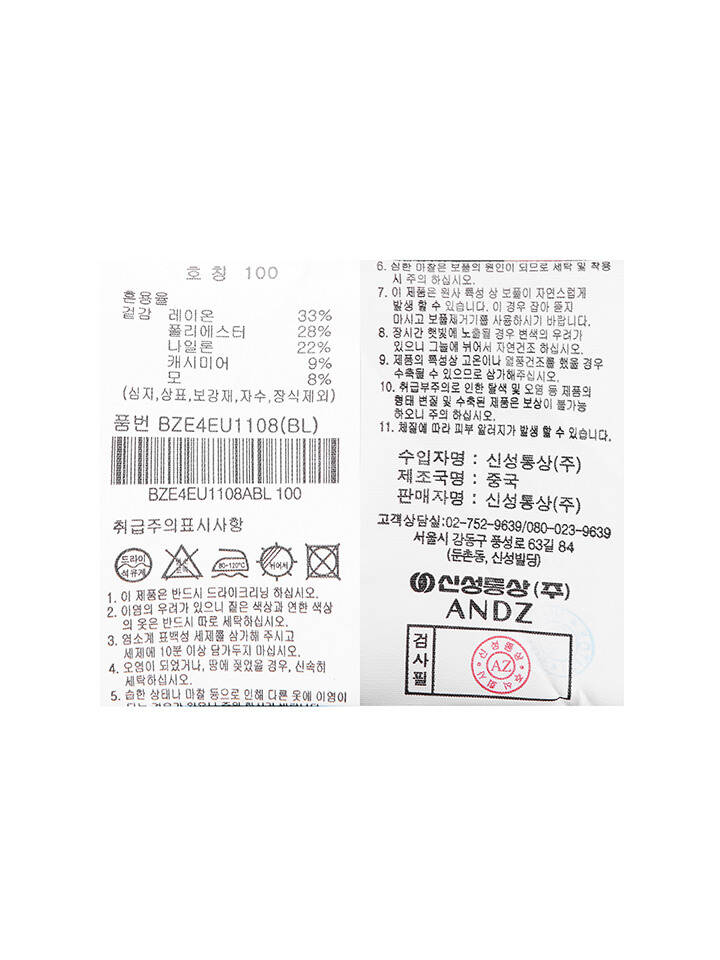 호 칭 100
혼용율
겉감 레이온 33%
폴리에스터 28%
나일론 22%
캐시미어 9%
모 8%
(심지,상표,보강재,자수,장식제외)
품번 BZE4EU1108(BL)
BZE4EU1108ABL 100
취급주의표시사항
드라이
석유계
80~120℃
뉘어서
1. 이 제품은 반드시 드라이크리닝 하십시오.
2. 이염의 우려가 있으니 짙은 색상과 연한 색상
의 옷은 반드시 따로 세탁하십시오.
3. 염소계 표백성 세제를 삼가해 주시고
세제에 10분 이상 담가두지 마십시오.
4. 오염이 되었거나, 땀에 젖었을 경우, 신속히
세탁하십시오.
5. 습한 상태나 마찰 등으로 인해 다른 옷에 이염이
6. 심한 마찰은 보풀의 원인이 되므로 세탁 및 착용
시 주의 하십시오.
7. 이 제품은 원사 특성 상 보풀이 자연스럽게
발생 할 수 있습니다. 이 경우 잡아 뜯지
마시고 보풀제거기를 사용하시기 바랍니다.
8. 장시간 햇빛에 노출될 경우 변색의 우려가
있으니 그늘에 뉘어서 자연건조 하십시오.
9. 제품의 특성상 고온이나 열풍건조를 했을 경우
수축될 수 있으므로 삼가해주십시오.
10. 취급부주의로 인한 탈색 및 오염 등 제품의
형태 변질 및 수축된 제품은 보상이 불가능
하오니 주의 하십시오.
11. 체질에 따라 피부 알러지가 발생 할 수 있습니다.
수입자명 : 신성통상(주)
제조국명 : 중국
판매자명 : 신성통상(주)
고객상담실:02-752-9639/080-023-9639
서울시 강동구 풍성로 63길 84
(둔촌동, 신성빌딩)
신성통상(주)
ANDZ
검사필
신성통상
AZ
주식회사